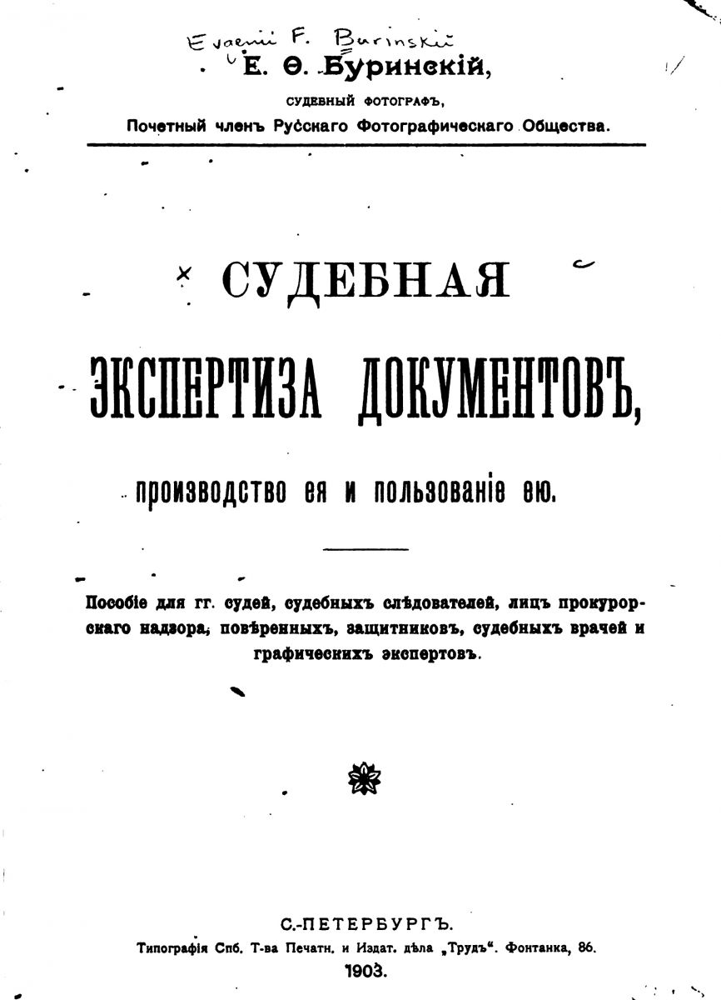 Evgenii F. Burinskii
Е. Ѳ. Буринскій,
СУДЕБНЫЙ ФОТОГРАФЪ,
Почетный членъ Русскаго Фотографическаго Общества.
СУДЕБНАЯ
ЭКСПЕРТИЗА ДОКУМЕНТОВЪ,
производство ея и пользованіе ею.
Пособіе для гг. судей, судебныхъ слѣдователей, лицъ прокурор-
скаго надзора, повѣренныхъ, защитниковъ, судебныхъ врачей и
графическихъ экспертовъ.
С.-ПЕТЕРБУРГЪ.
Типографія Спб. Т-ва Печатн. и Издат. дѣла „Трудъ“. Фонтанка, 86.
1903.